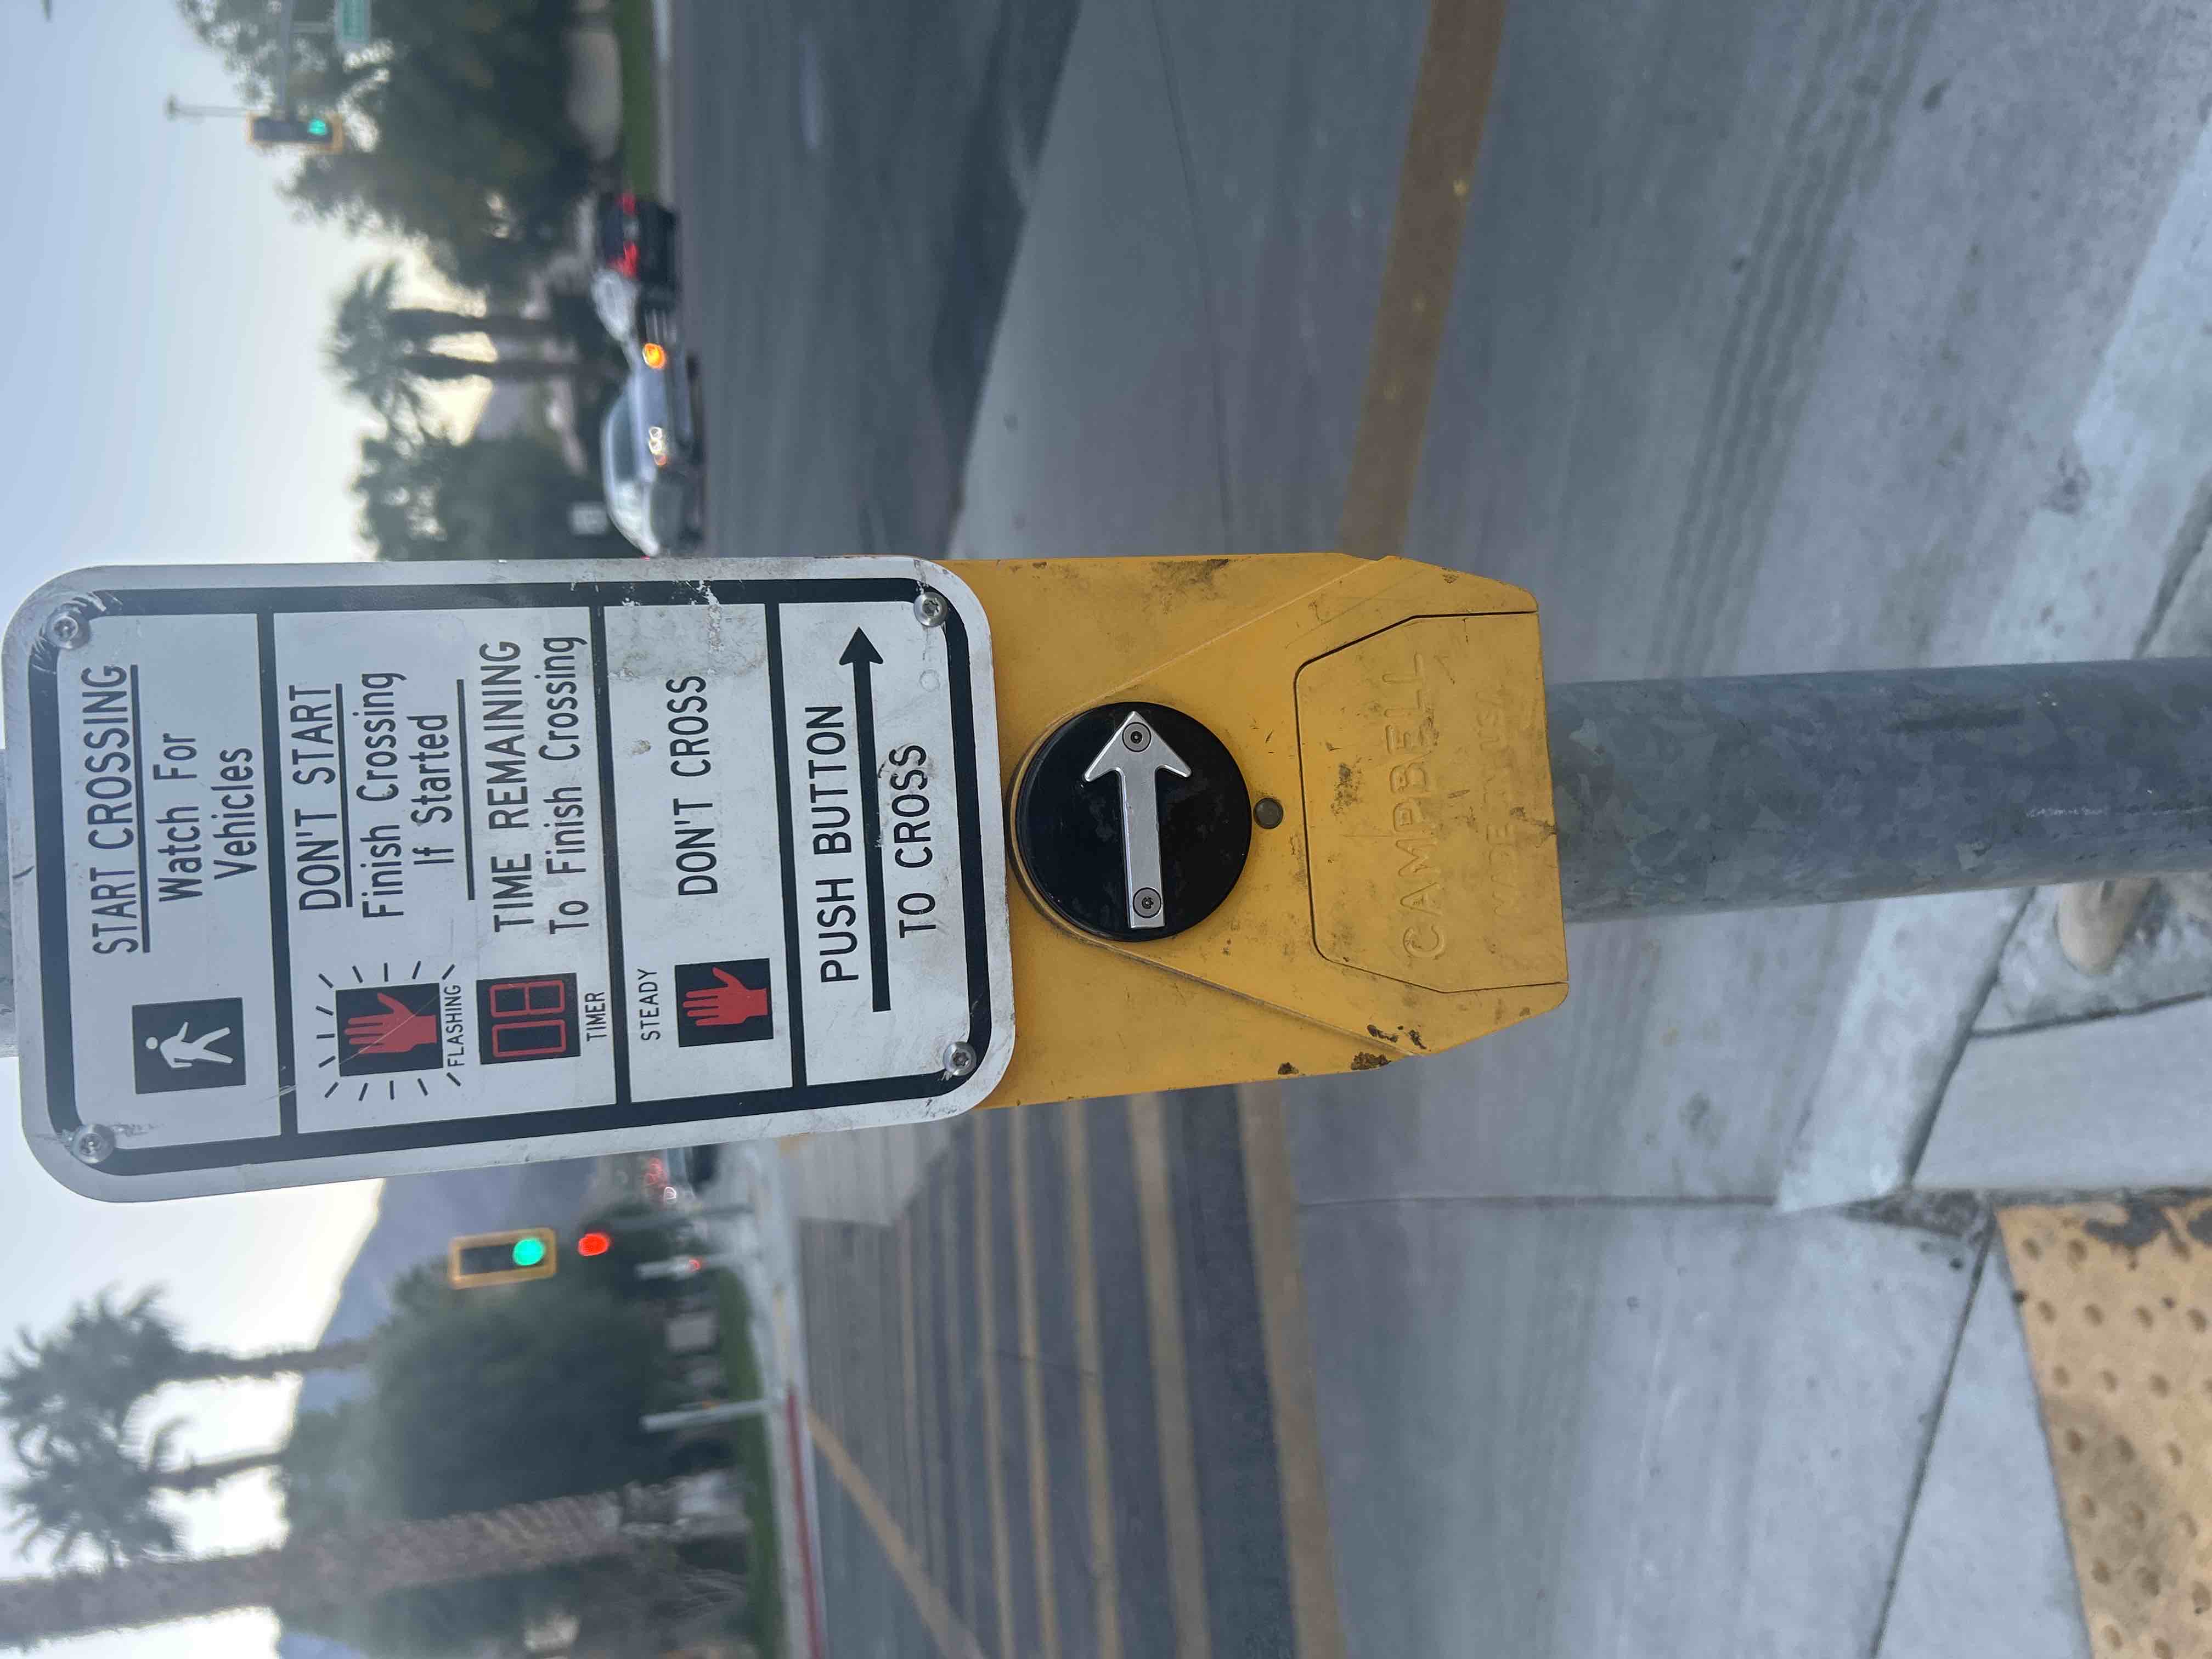 START CROSSING
Watch For
Vehicles
DON'T START
Finish Crossing
If Started
FLASHING
TIME REMAINING
To Finish Crossing
08
TIMER
STEADY
DON'T CROSS
PUSH BUTTON
TO CROSS
CAMPBELL
MADE IN USA